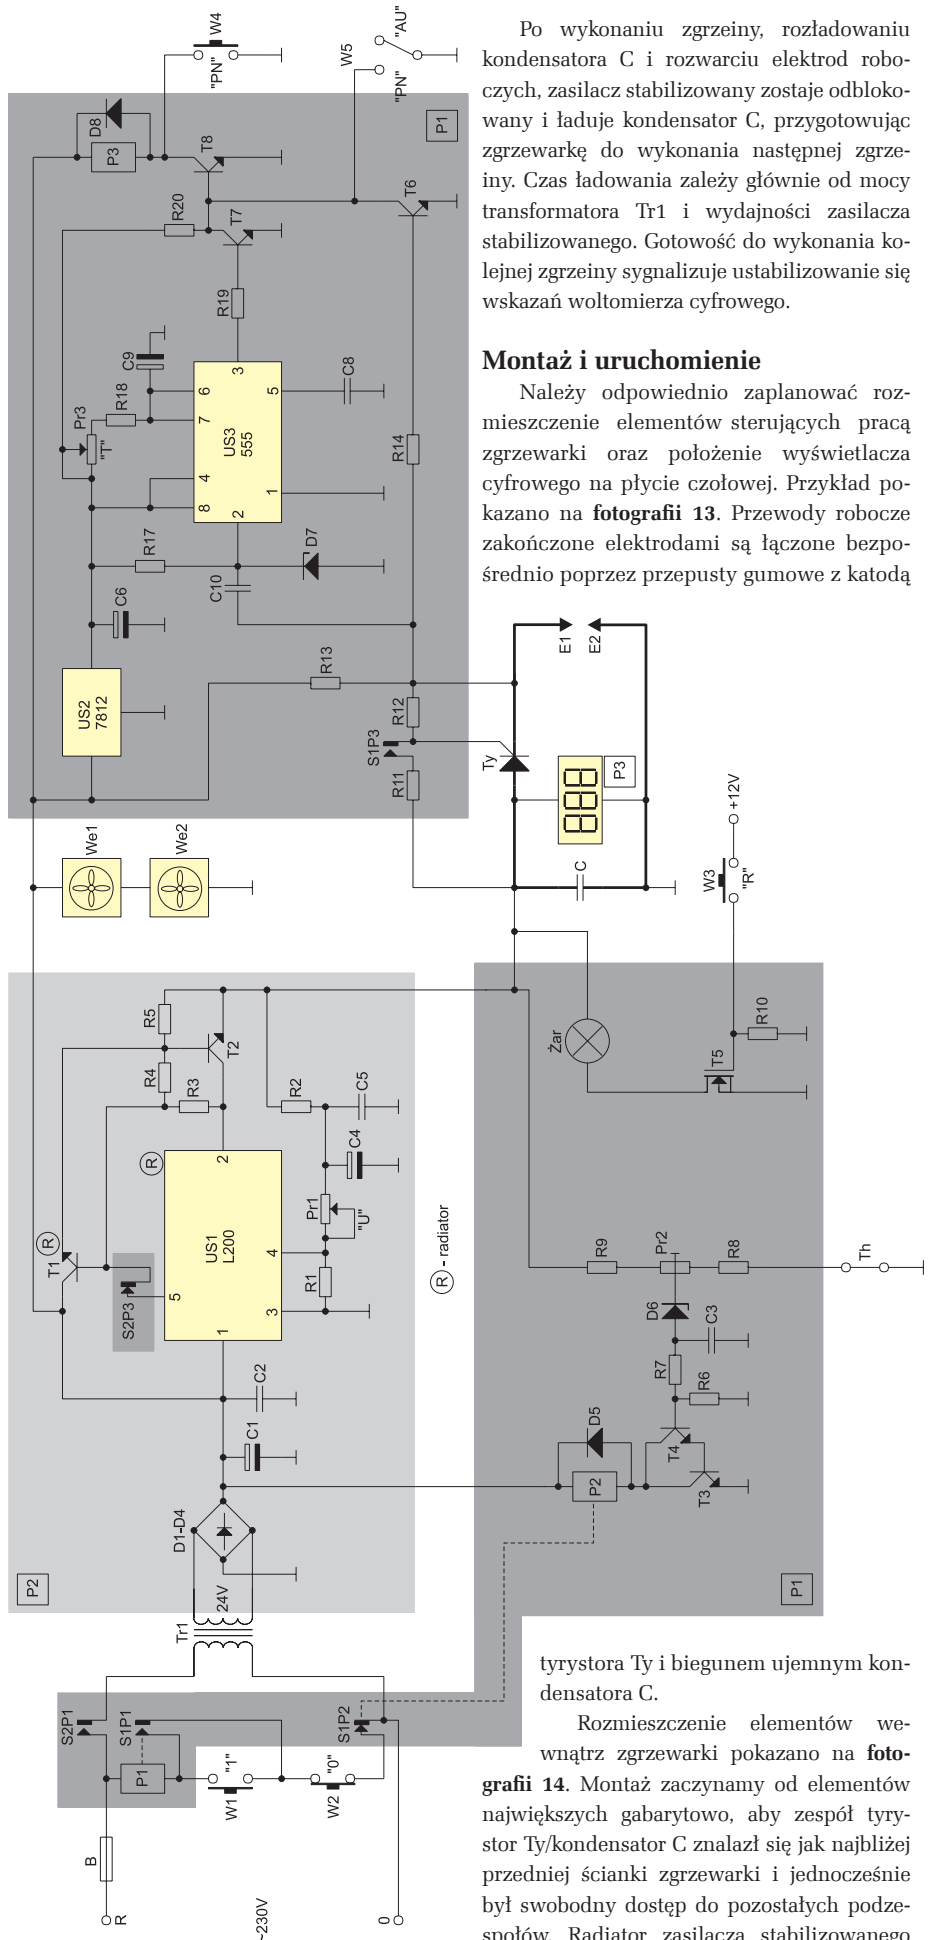 Po wykonaniu zgrzeiny, rozładowaniu
kondensatora C i rozwarciu elektrod robo-
czych, zasilacz stabilizowany zostaje odbloko-
wany i ładuje kondensator C, przygotowując
zgrzewarkę do wykonania następnej zgrze-
iny. Czas ładowania zależy głównie od mocy
transformatora Tr1 i wydajności zasilacza
stabilizowanego. Gotowość do wykonania ko-
lejnej zgrzeiny sygnalizuje ustabilizowanie się
wskazań woltomierza cyfrowego.
Montaż i uruchomienie
Należy odpowiednio zaplanować roz-
mieszczenie elementów sterujących pracą
zgrzewarki oraz położenie wyświetlacza
cyfrowego na płycie czołowej. Przykład po-
kazano na fotografii 13. Przewody robocze
zakończone elektrodami są łączone bezpo-
średnio poprzez przepusty gumowe z katodą
tyrystora Ty i biegunem ujemnym kon-
densatora C.
Rozmieszczenie elementów we-
wnątrz zgrzewarki pokazano na foto-
grafii 14. Montaż zaczynamy od elementów
największych gabarytowo, aby zespół tyry-
stor Ty/kondensator C znalazł się jak najbliżej
przedniej ścianki zgrzewarki i jednocześnie
był swobodny dostęp do pozostałych podze-
społów. Radiator zasilacza stabilizowanego
W4
"PN"
W5
"AU"
"PN"
P1
D8
P3
T8
R20
T7
T6
R19
C9
R18
Pr3
"T"
US3
555
3
6
7
4
8
5
1
2
C8
R14
R17
D7
C10
C6
US2
7812
R13
R12
S1P3
R11
We1
We2
Ty
E1
E2
P3
C
W3
"R"
+12V
Żar
T5
R10
R5
R4
R3
T2
R2
C5
C4
Pr1
"U"
R1
T1
R
R
S2P3
US1
L200
1
2
3
4
5
C2
C1
D1-D4
24V
Tr1
P2
R - radiator
R9
Pr2
R8
Th
D6
C3
R7
R6
T4
T3
D5
P2
P1
S2P1
S1P1
P1
W1
"1"
W2
"0"
S1P2
B
R
~230V
0